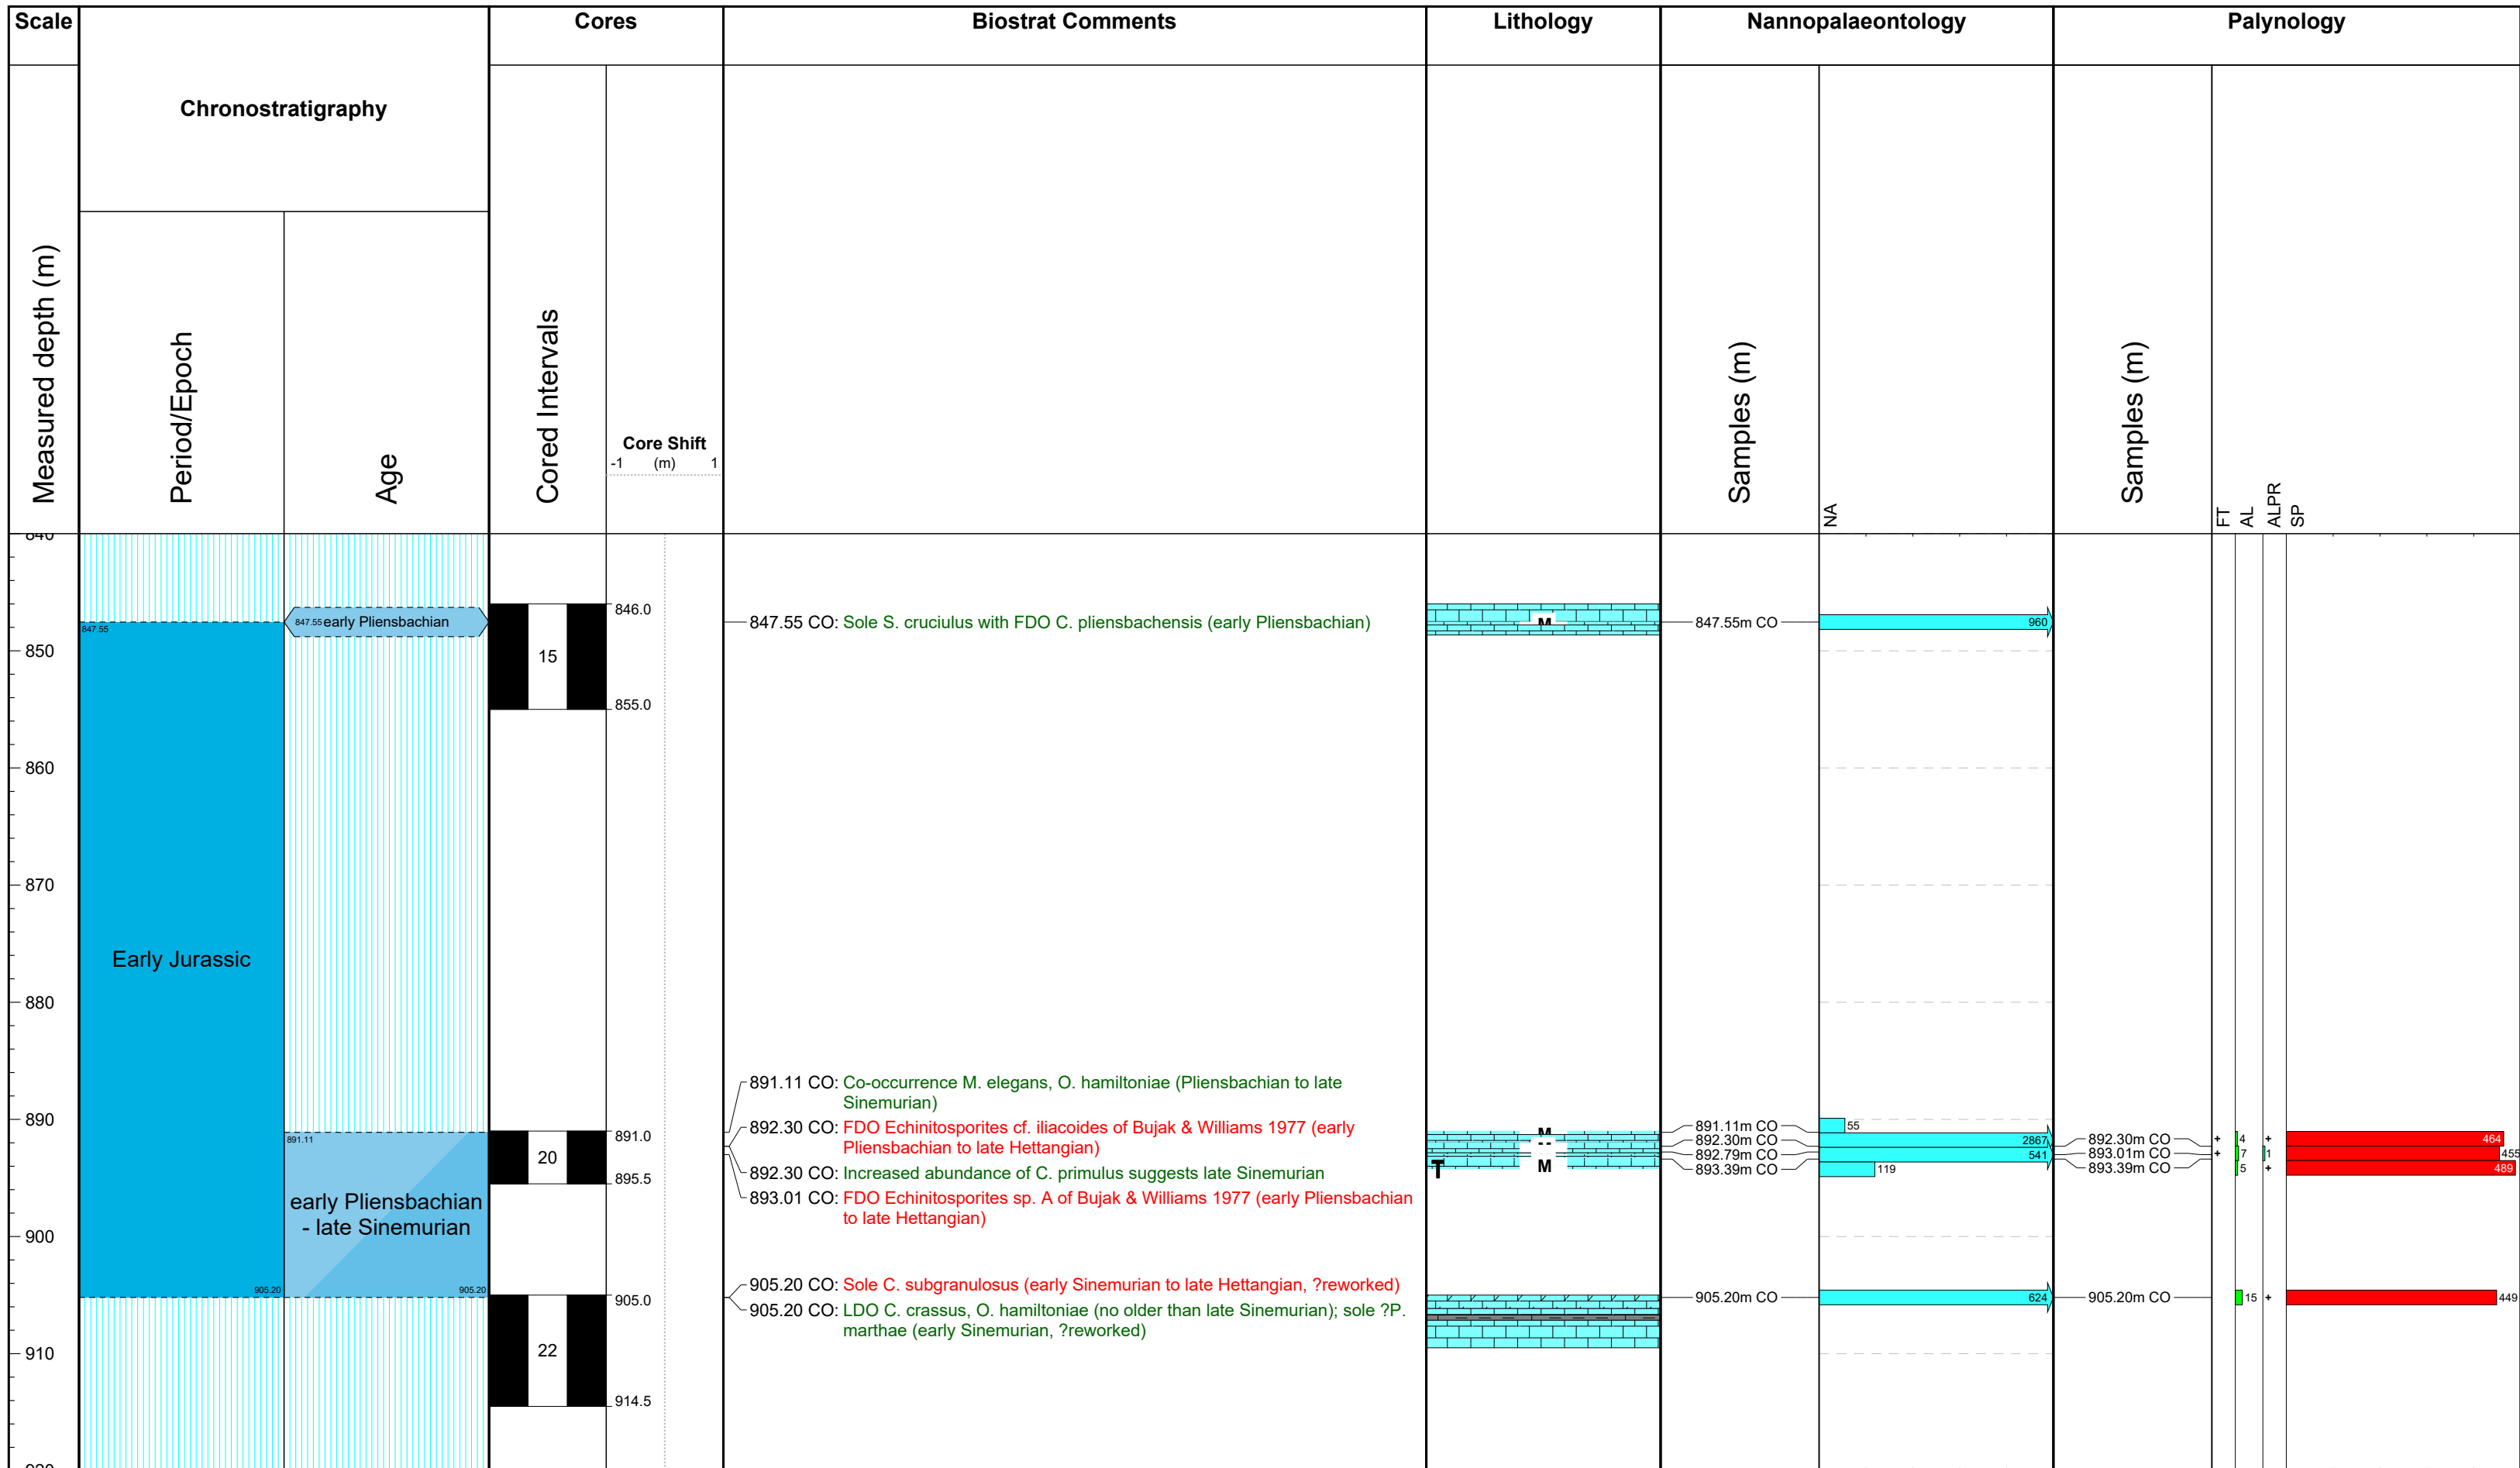 Scale
Cores
Biostrat Comments
Lithology
Nannopalaeontology
Palynology
Chronostratigraphy
Measured depth (m)
Period/Epoch
Age
Cored Intervals
Core Shift
-1 (m) 1
Samples (m)
NA
Samples (m)
FT
AL
ALPR
SP
840
850
860
870
880
890
900
910
920
847.55
Early Jurassic
905.20
847.55 early Pliensbachian
891.11
early Pliensbachian
- late Sinemurian
905.20
846.0
15
855.0
891.0
20
895.5
905.0
22
914.5
847.55 CO: Sole S. cruciulus with FDO C. pliensbachensis (early Pliensbachian)
891.11 CO: Co-occurrence M. elegans, O. hamiltoniae (Pliensbachian to late
Sinemurian)
892.30 CO: FDO Echinitosporites cf. iliacoides of Bujak & Williams 1977 (early
Pliensbachian to late Hettangian)
892.30 CO: Increased abundance of C. primulus suggests late Sinemurian
893.01 CO: FDO Echinitosporites sp. A of Bujak & Williams 1977 (early Pliensbachian
to late Hettangian)
905.20 CO: Sole C. subgranulosus (early Sinemurian to late Hettangian, ?reworked)
905.20 CO: LDO C. crassus, O. hamiltoniae (no older than late Sinemurian); sole ?P.
marthae (early Sinemurian, ?reworked)
M
M
M
T
847.55m CO 960
891.11m CO 55
892.30m CO 2867
892.79m CO 541
893.39m CO 119
905.20m CO 624
892.30m CO + 4 + 464
893.01m CO + 7 1 455
893.39m CO 5 + 489
905.20m CO 15 + 449